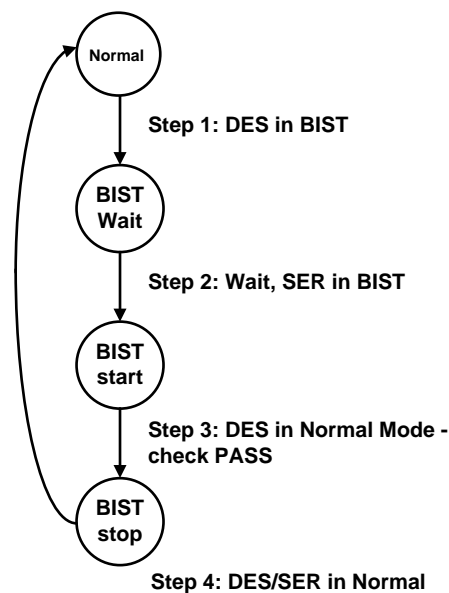 Normal
Step 1: DES in BIST
BIST
Wait
Step 2: Wait, SER in BIST
BIST
start
Step 3: DES in Normal Mode -
check PASS
BIST
stop
Step 4: DES/SER in Normal